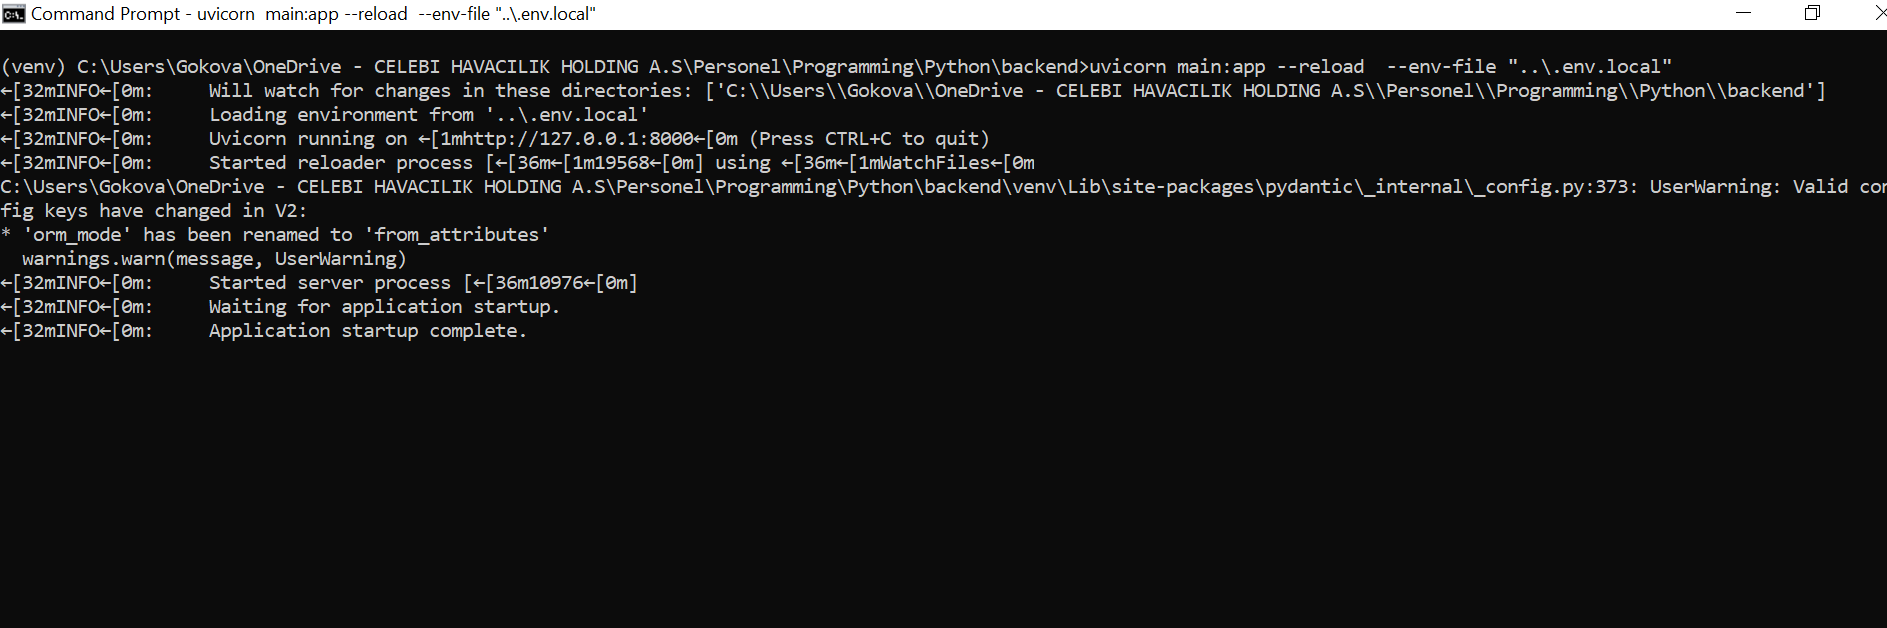 Command Prompt - uvicorn  main:app --reload  --env-file "..\.env.local"
(venv) C:\Users\Gokova\OneDrive - CELEBI HAVACILIK HOLDING A.S\Personel\Programming\Python\backend>uvicorn main:app --reload  --env-file "..\.env.local"
←[32mINFO←[0m:     Will watch for changes in these directories: ['C:\\Users\\Gokova\\OneDrive - CELEBI HAVACILIK HOLDING A.S\\Personel\\Programming\\Python\\backend']
←[32mINFO←[0m:     Loading environment from '..\.env.local'
←[32mINFO←[0m:     Uvicorn running on ←[1mhttp://127.0.0.1:8000←[0m (Press CTRL+C to quit)
←[32mINFO←[0m:     Started reloader process [←[36m←[1m19568←[0m] using ←[36m←[1mWatchFiles←[0m
C:\Users\Gokova\OneDrive - CELEBI HAVACILIK HOLDING A.S\Personel\Programming\Python\backend\venv\Lib\site-packages\pydantic\_internal\_config.py:373: UserWarning: Valid con
fig keys have changed in V2:
* 'orm_mode' has been renamed to 'from_attributes'
  warnings.warn(message, UserWarning)
←[32mINFO←[0m:     Started server process [←[36m10976←[0m]
←[32mINFO←[0m:     Waiting for application startup.
←[32mINFO←[0m:     Application startup complete.